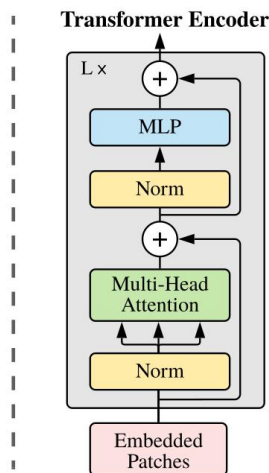 Transformer Encoder
L ×
+
MLP
Norm
+
Multi-Head
Attention
Norm
Embedded
Patches